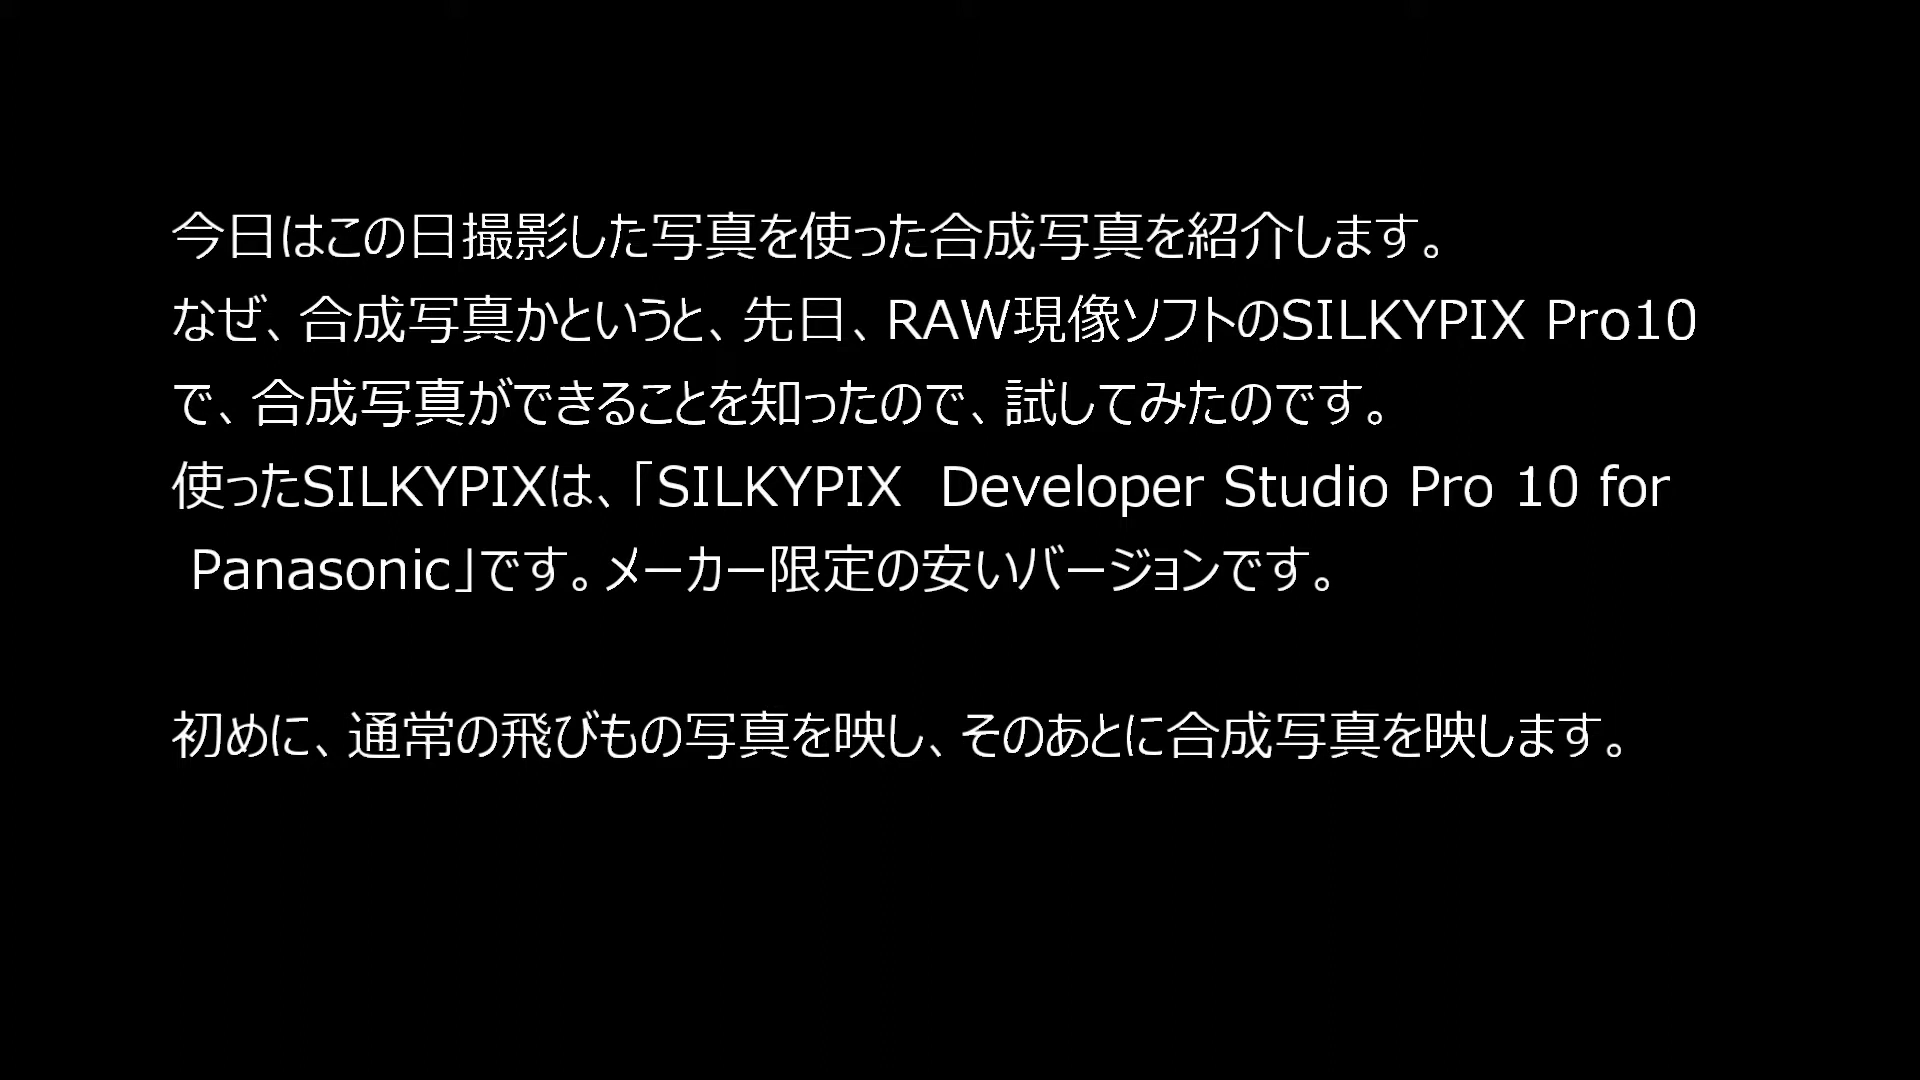 今日はこの日撮影した写真を使った合成写真を紹介します。
なぜ、合成写真かというと、先日、RAW現像ソフトのSILKYPIX Pro10
で、合成写真ができることを知ったので、試してみたのです。
使ったSILKYPIXは、「SILKYPIX  Developer Studio Pro 10 for
Panasonic」です。メーカー限定の安いバージョンです。
初めに、通常の飛びもの写真を映し、そのあとに合成写真を映します。